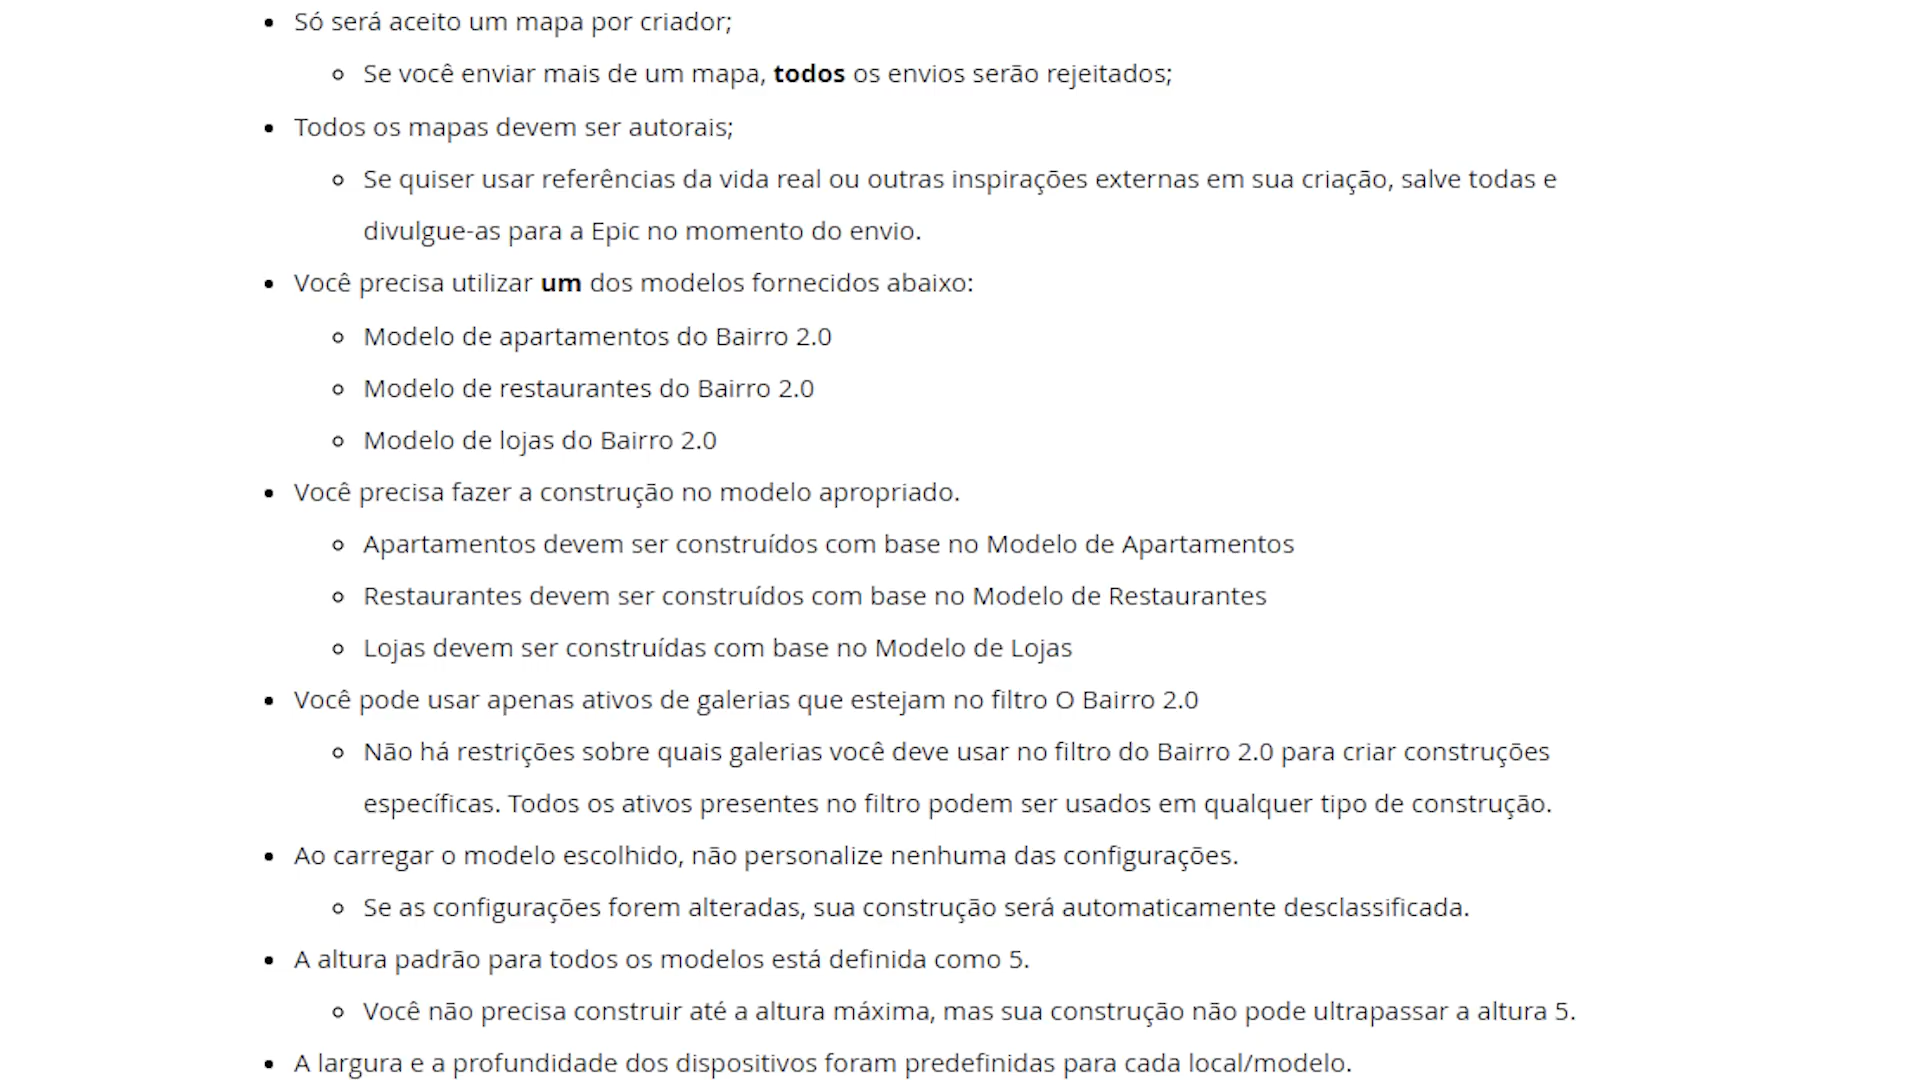 • Só será aceito um mapa por criador;
○ Se você enviar mais de um mapa, todos os envios serão rejeitados;
• Todos os mapas devem ser autorais;
○ Se quiser usar referências da vida real ou outras inspirações externas em sua criação, salve todas e
divulgue-as para a Epic no momento do envio.
• Você precisa utilizar um dos modelos fornecidos abaixo:
○ Modelo de apartamentos do Bairro 2.0
○ Modelo de restaurantes do Bairro 2.0
○ Modelo de lojas do Bairro 2.0
• Você precisa fazer a construção no modelo apropriado.
○ Apartamentos devem ser construídos com base no Modelo de Apartamentos
○ Restaurantes devem ser construídos com base no Modelo de Restaurantes
○ Lojas devem ser construídas com base no Modelo de Lojas
• Você pode usar apenas ativos de galerias que estejam no filtro O Bairro 2.0
○ Não há restrições sobre quais galerias você deve usar no filtro do Bairro 2.0 para criar construções
específicas. Todos os ativos presentes no filtro podem ser usados em qualquer tipo de construção.
• Ao carregar o modelo escolhido, não personalize nenhuma das configurações.
○ Se as configurações forem alteradas, sua construção será automaticamente desclassificada.
• A altura padrão para todos os modelos está definida como 5.
○ Você não precisa construir até a altura máxima, mas sua construção não pode ultrapassar a altura 5.
• A largura e a profundidade dos dispositivos foram predefinidas para cada local/modelo.